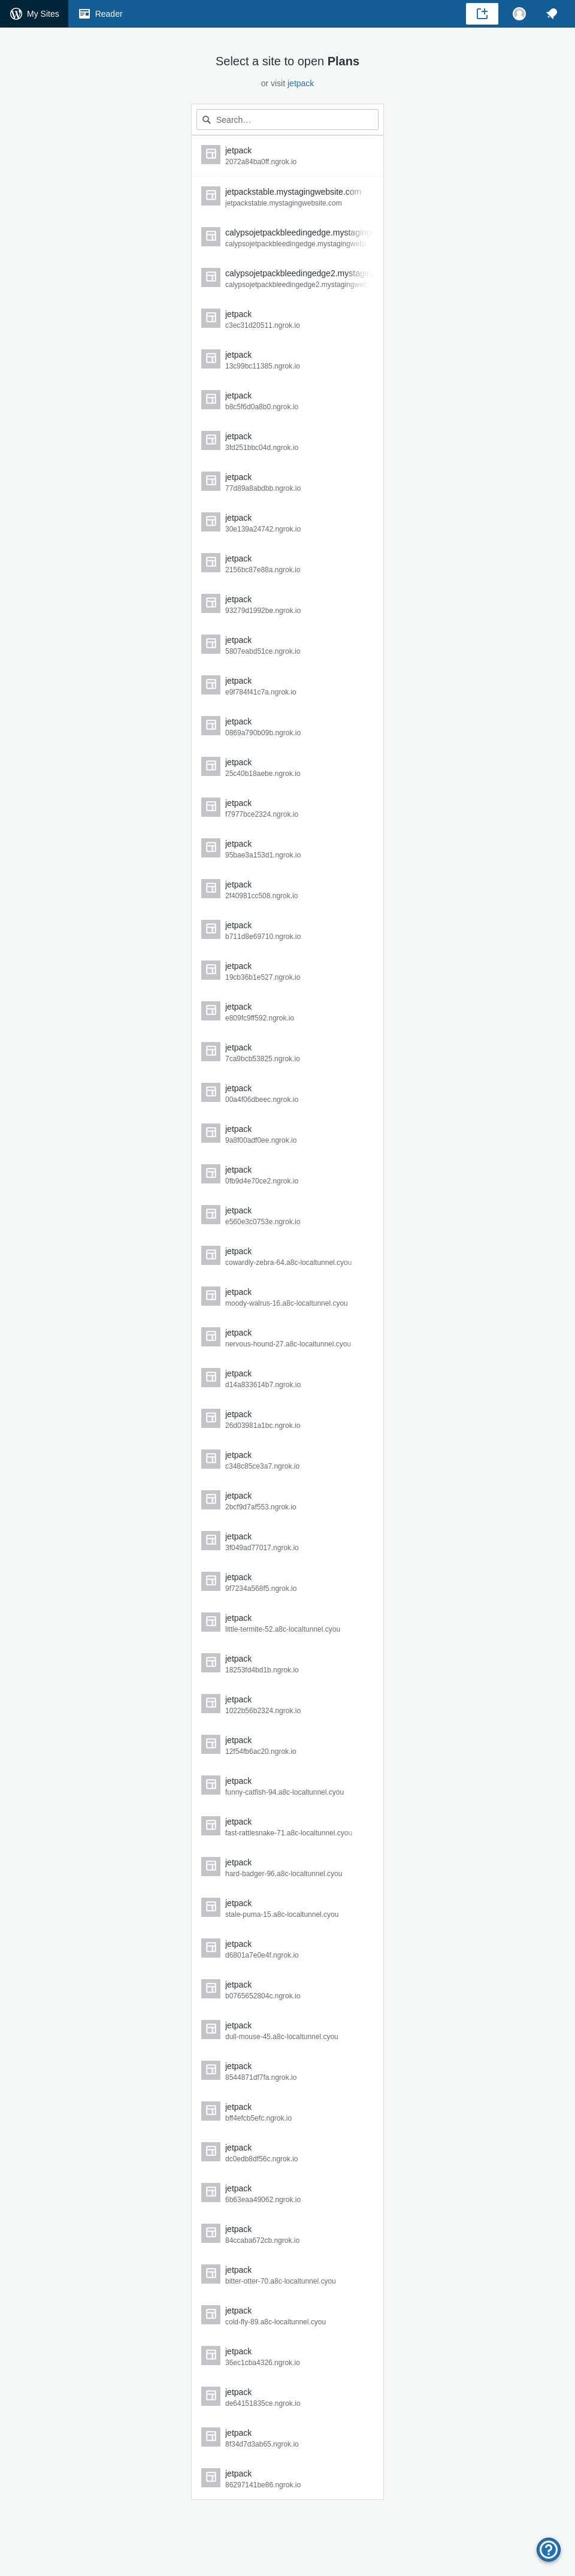 My Sites
Reader
Select a site to open Plans
or visit jetpack
Search…
jetpack
2072a84ba0ff.ngrok.io
jetpackstable.mystagingwebsite.com
jetpackstable.mystagingwebsite.com
calypsojetpackbleedingedge.mystaging
calypsojetpackbleedingedge.mystagingwebs
calypsojetpackbleedingedge2.mystagin
calypsojetpackbleedingedge2.mystagingweb
jetpack
c3ec31d20511.ngrok.io
jetpack
13c99bc11385.ngrok.io
jetpack
b8c5f6d0a8b0.ngrok.io
jetpack
3fd251bbc04d.ngrok.io
jetpack
77d89a8abdbb.ngrok.io
jetpack
30e139a24742.ngrok.io
jetpack
2156bc87e88a.ngrok.io
jetpack
93279d1992be.ngrok.io
jetpack
5807eabd51ce.ngrok.io
jetpack
e9f784f41c7a.ngrok.io
jetpack
0869a790b09b.ngrok.io
jetpack
25c40b18aebe.ngrok.io
jetpack
f7977bce2324.ngrok.io
jetpack
95bae3a153d1.ngrok.io
jetpack
2f40981cc508.ngrok.io
jetpack
b711d8e69710.ngrok.io
jetpack
19cb36b1e527.ngrok.io
jetpack
e809fc9ff592.ngrok.io
jetpack
7ca9bcb53825.ngrok.io
jetpack
00a4f06dbeec.ngrok.io
jetpack
9a8f00adf0ee.ngrok.io
jetpack
0fb9d4e70ce2.ngrok.io
jetpack
e560e3c0753e.ngrok.io
jetpack
cowardly-zebra-64.a8c-localtunnel.cyou
jetpack
moody-walrus-16.a8c-localtunnel.cyou
jetpack
nervous-hound-27.a8c-localtunnel.cyou
jetpack
d14a833614b7.ngrok.io
jetpack
26d03981a1bc.ngrok.io
jetpack
c348c85ce3a7.ngrok.io
jetpack
2bcf9d7af553.ngrok.io
jetpack
3f049ad77017.ngrok.io
jetpack
9f7234a568f5.ngrok.io
jetpack
little-termite-52.a8c-localtunnel.cyou
jetpack
18253fd4bd1b.ngrok.io
jetpack
1022b56b2324.ngrok.io
jetpack
12f54fb6ac20.ngrok.io
jetpack
funny-catfish-94.a8c-localtunnel.cyou
jetpack
fast-rattlesnake-71.a8c-localtunnel.cyou
jetpack
hard-badger-96.a8c-localtunnel.cyou
jetpack
stale-puma-15.a8c-localtunnel.cyou
jetpack
d6801a7e0e4f.ngrok.io
jetpack
b0765652804c.ngrok.io
jetpack
dull-mouse-45.a8c-localtunnel.cyou
jetpack
8544871df7fa.ngrok.io
jetpack
bff4efcb5efc.ngrok.io
jetpack
dc0edb8df56c.ngrok.io
jetpack
6b63eaa49062.ngrok.io
jetpack
84ccaba672cb.ngrok.io
jetpack
bitter-otter-70.a8c-localtunnel.cyou
jetpack
cold-fly-89.a8c-localtunnel.cyou
jetpack
36ec1cba4326.ngrok.io
jetpack
de64151835ce.ngrok.io
jetpack
8f34d7d3ab65.ngrok.io
jetpack
86297141be86.ngrok.io